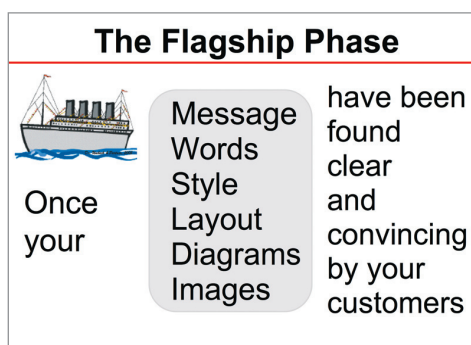 The Flagship Phase
Once
your
Message
Words
Style
Layout
Diagrams
Images
have been
found
clear
and
convincing
by your
customers